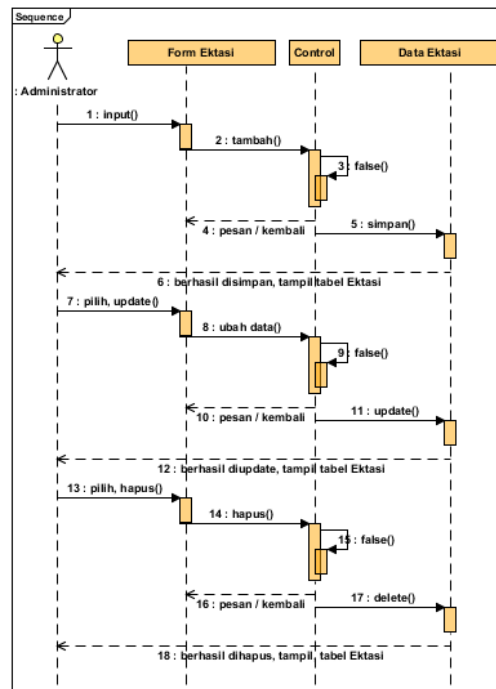 Sequence
Form Ektasi
Control
Data Ektasi
: Administrator
1 : input()
2 : tambah()
3 : false()
4 : pesan / kembali
5 : simpan()
6 : berhasil disimpan, tampil tabel Ektasi
7 : pilih, update()
8 : ubah data()
9 : false()
10 : pesan / kembali
11 : update()
12 : berhasil diupdate, tampil tabel Ektasi
13 : pilih, hapus()
14 : hapus()
15 : false()
16 : pesan / kembali
17 : delete()
18 : berhasil dihapus, tampil, tabel Ektasi